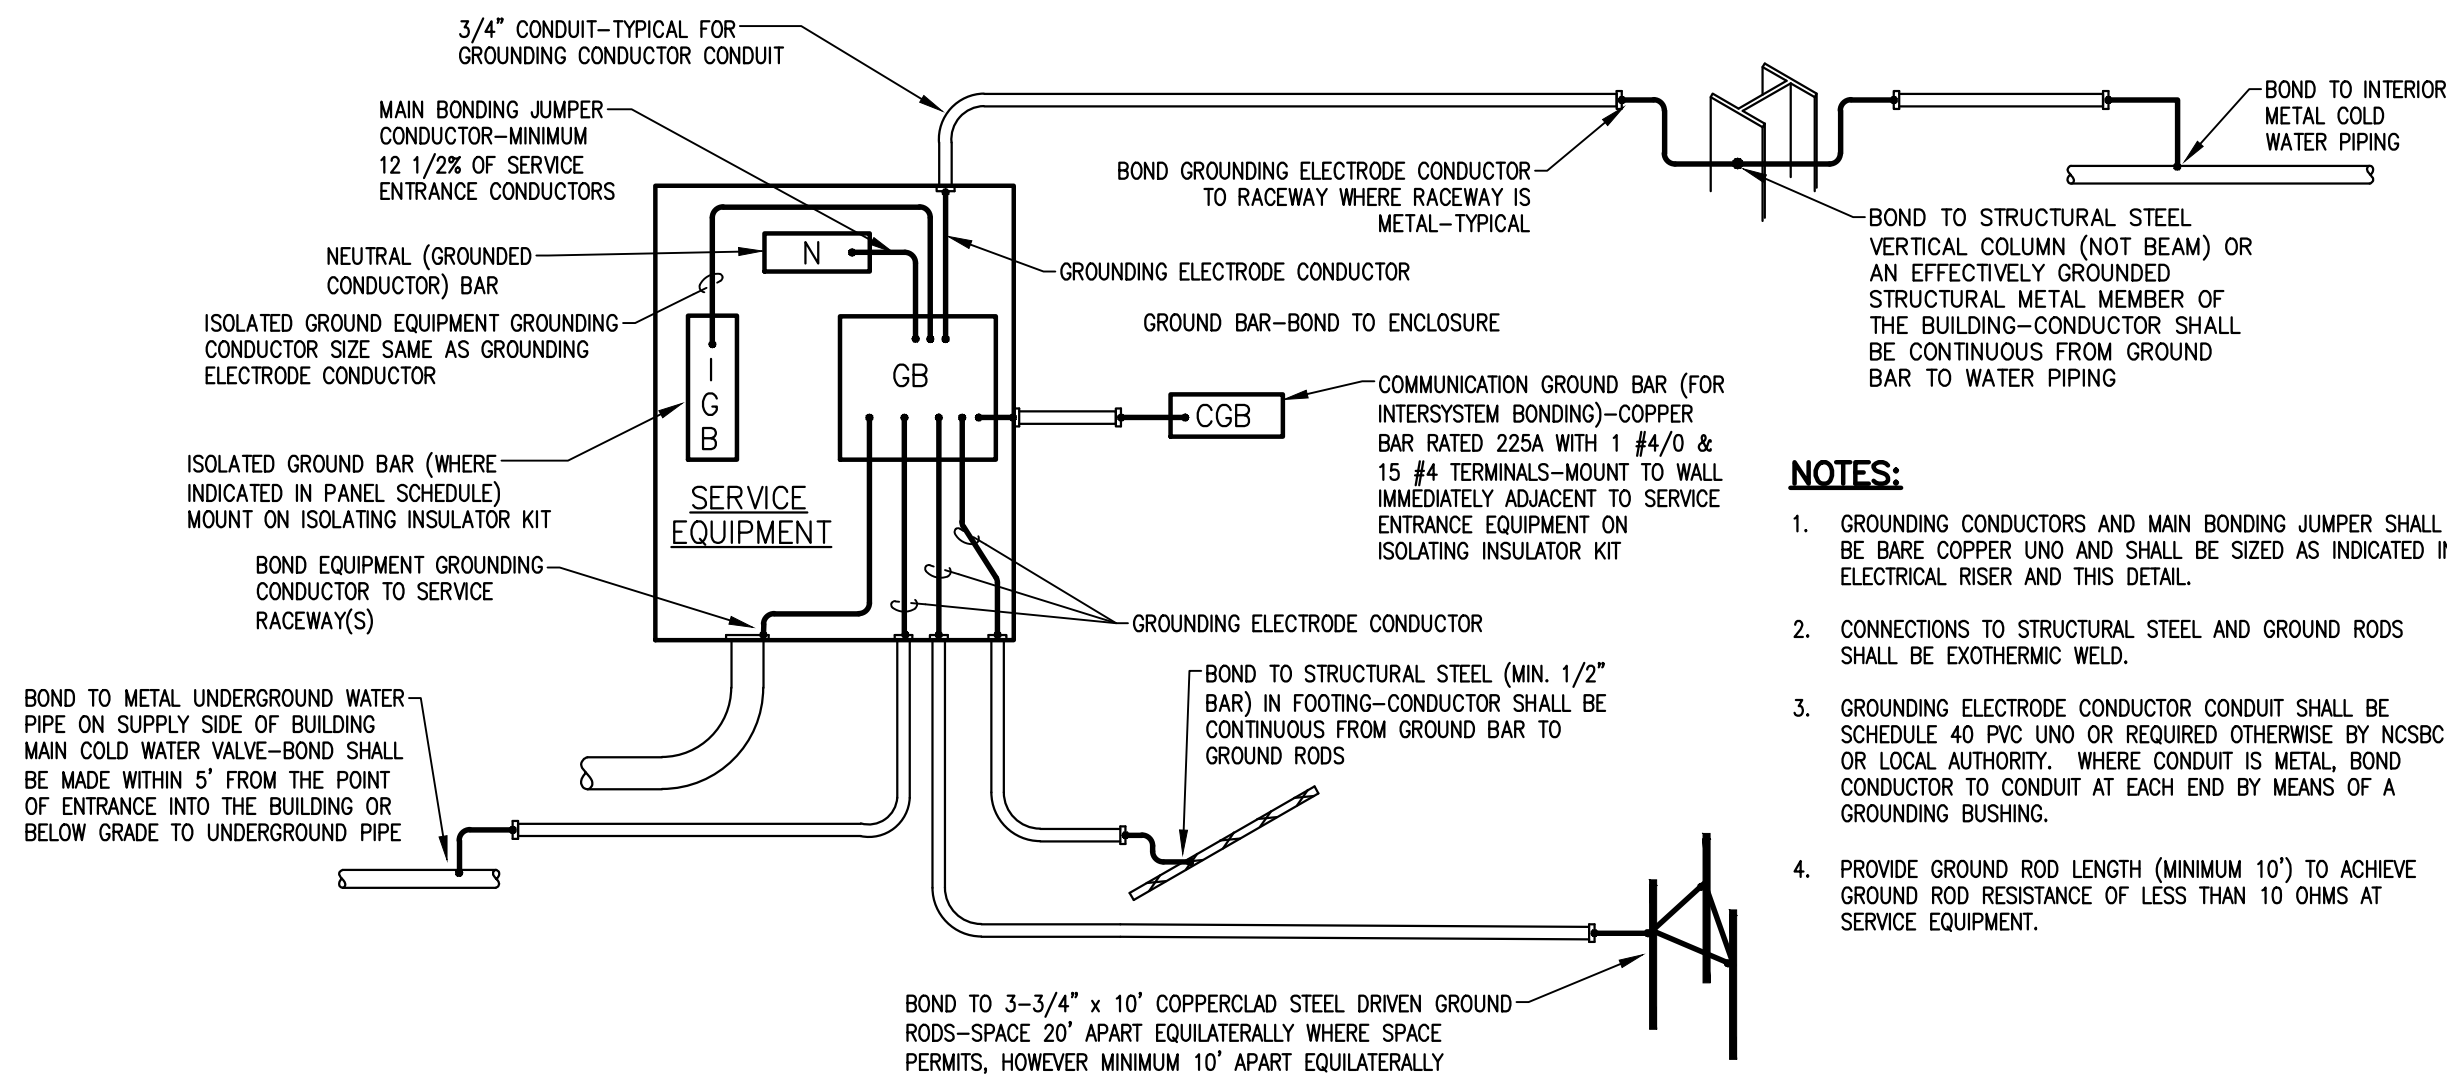 3/4" CONDUIT–TYPICAL FOR
GROUNDING CONDUCTOR CONDUIT
MAIN BONDING JUMPER
CONDUCTOR–MINIMUM
12 1/2% OF SERVICE
ENTRANCE CONDUCTORS
NEUTRAL (GROUNDED
CONDUCTOR) BAR
ISOLATED GROUND EQUIPMENT GROUNDING
CONDUCTOR SIZE SAME AS GROUNDING
ELECTRODE CONDUCTOR
ISOLATED GROUND BAR (WHERE
INDICATED IN PANEL SCHEDULE)
MOUNT ON ISOLATING INSULATOR KIT
BOND EQUIPMENT GROUNDING
CONDUCTOR TO SERVICE
RACEWAY(S)
BOND TO METAL UNDERGROUND WATER
PIPE ON SUPPLY SIDE OF BUILDING
MAIN COLD WATER VALVE–BOND SHALL
BE MADE WITHIN 5' FROM THE POINT
OF ENTRANCE INTO THE BUILDING OR
BELOW GRADE TO UNDERGROUND PIPE
N
I
G
B
GB
SERVICE
EQUIPMENT
BOND GROUNDING ELECTRODE CONDUCTOR
TO RACEWAY WHERE RACEWAY IS
METAL–TYPICAL
GROUNDING ELECTRODE CONDUCTOR
GROUND BAR–BOND TO ENCLOSURE
CGB
COMMUNICATION GROUND BAR (FOR
INTERSYSTEM BONDING)–COPPER
BAR RATED 225A WITH 1 #4/0 &
15 #4 TERMINALS–MOUNT TO WALL
IMMEDIATELY ADJACENT TO SERVICE
ENTRANCE EQUIPMENT ON
ISOLATING INSULATOR KIT
GROUNDING ELECTRODE CONDUCTOR
BOND TO STRUCTURAL STEEL (MIN. 1/2"
BAR) IN FOOTING–CONDUCTOR SHALL BE
CONTINUOUS FROM GROUND BAR TO
GROUND RODS
BOND TO 3–3/4" x 10' COPPERCLAD STEEL DRIVEN GROUND
RODS–SPACE 20' APART EQUILATERALLY WHERE SPACE
PERMITS, HOWEVER MINIMUM 10' APART EQUILATERALLY
BOND TO INTERIOR
METAL COLD
WATER PIPING
BOND TO STRUCTURAL STEEL
VERTICAL COLUMN (NOT BEAM) OR
AN EFFECTIVELY GROUNDED
STRUCTURAL METAL MEMBER OF
THE BUILDING–CONDUCTOR SHALL
BE CONTINUOUS FROM GROUND
BAR TO WATER PIPING
NOTES:
1. GROUNDING CONDUCTORS AND MAIN BONDING JUMPER SHALL
BE BARE COPPER UNO AND SHALL BE SIZED AS INDICATED
ELECTRICAL RISER AND THIS DETAIL.
2. CONNECTIONS TO STRUCTURAL STEEL AND GROUND RODS
SHALL BE EXOTHERMIC WELD.
3. GROUNDING ELECTRODE CONDUCTOR CONDUIT SHALL BE
SCHEDULE 40 PVC UNO OR REQUIRED OTHERWISE BY NCSBC
OR LOCAL AUTHORITY. WHERE CONDUIT IS METAL, BOND
CONDUCTOR TO CONDUIT AT EACH END BY MEANS OF A
GROUNDING BUSHING.
4. PROVIDE GROUND ROD LENGTH (MINIMUM 10') TO ACHIEVE
GROUND ROD RESISTANCE OF LESS THAN 10 OHMS AT
SERVICE EQUIPMENT.